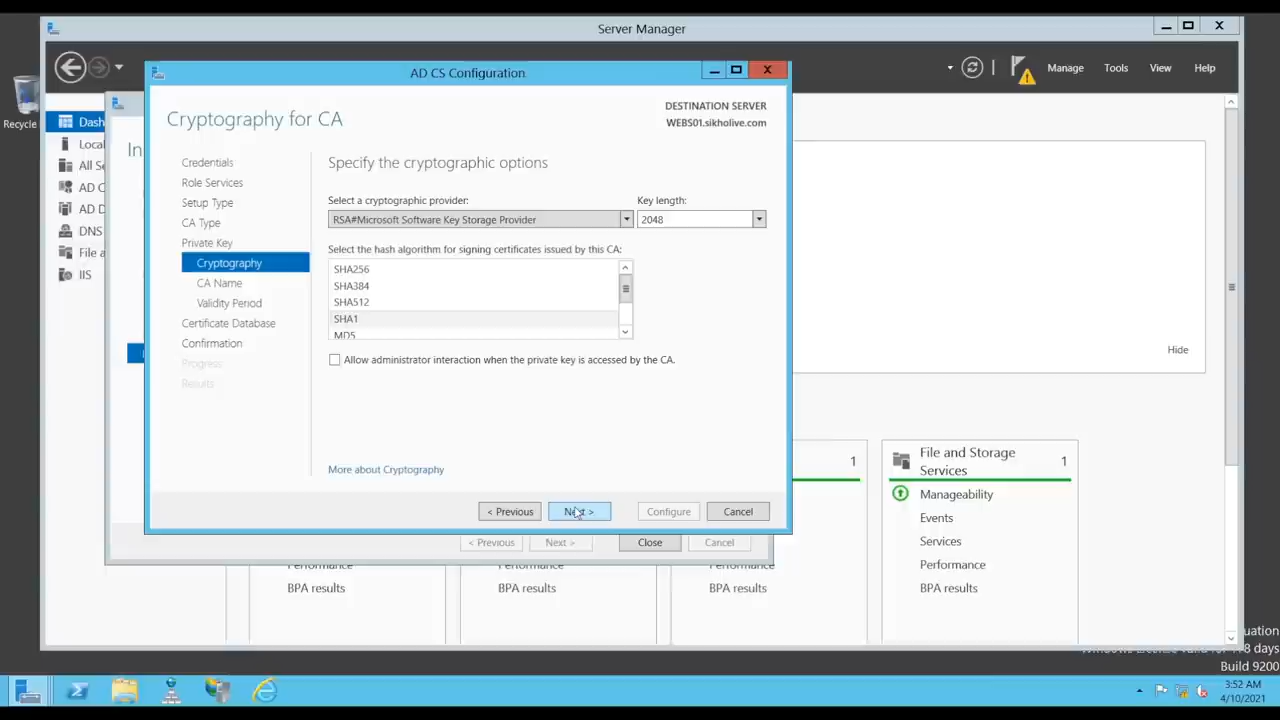 Server Manager
Manage Tools View Help
Recycle
Dash
Local
All Se
AD C
AD D
DNS
File a
IIS
In
AD CS Configuration
Cryptography for CA
DESTINATION SERVER
WEBS01.sikholive.com
Credentials
Role Services
Setup Type
CA Type
Private Key
Cryptography
CA Name
Validity Period
Certificate Database
Confirmation
Progress
Results
Specify the cryptographic options
Select a cryptographic provider: Key length:
RSA#Microsoft Software Key Storage Provider 2048
Select the hash algorithm for signing certificates issued by this CA:
SHA256
SHA384
SHA512
SHA1
MD5
Allow administrator interaction when the private key is accessed by the CA.
More about Cryptography
< Previous Next > Configure Cancel
< Previous Next > Close Cancel
Hide
1
File and Storage Services 1
Manageability
Events
Services
Performance
BPA results
Performance
BPA results
Performance
BPA results
Performance
BPA results
Build 9200
3:52 AM
4/10/2021